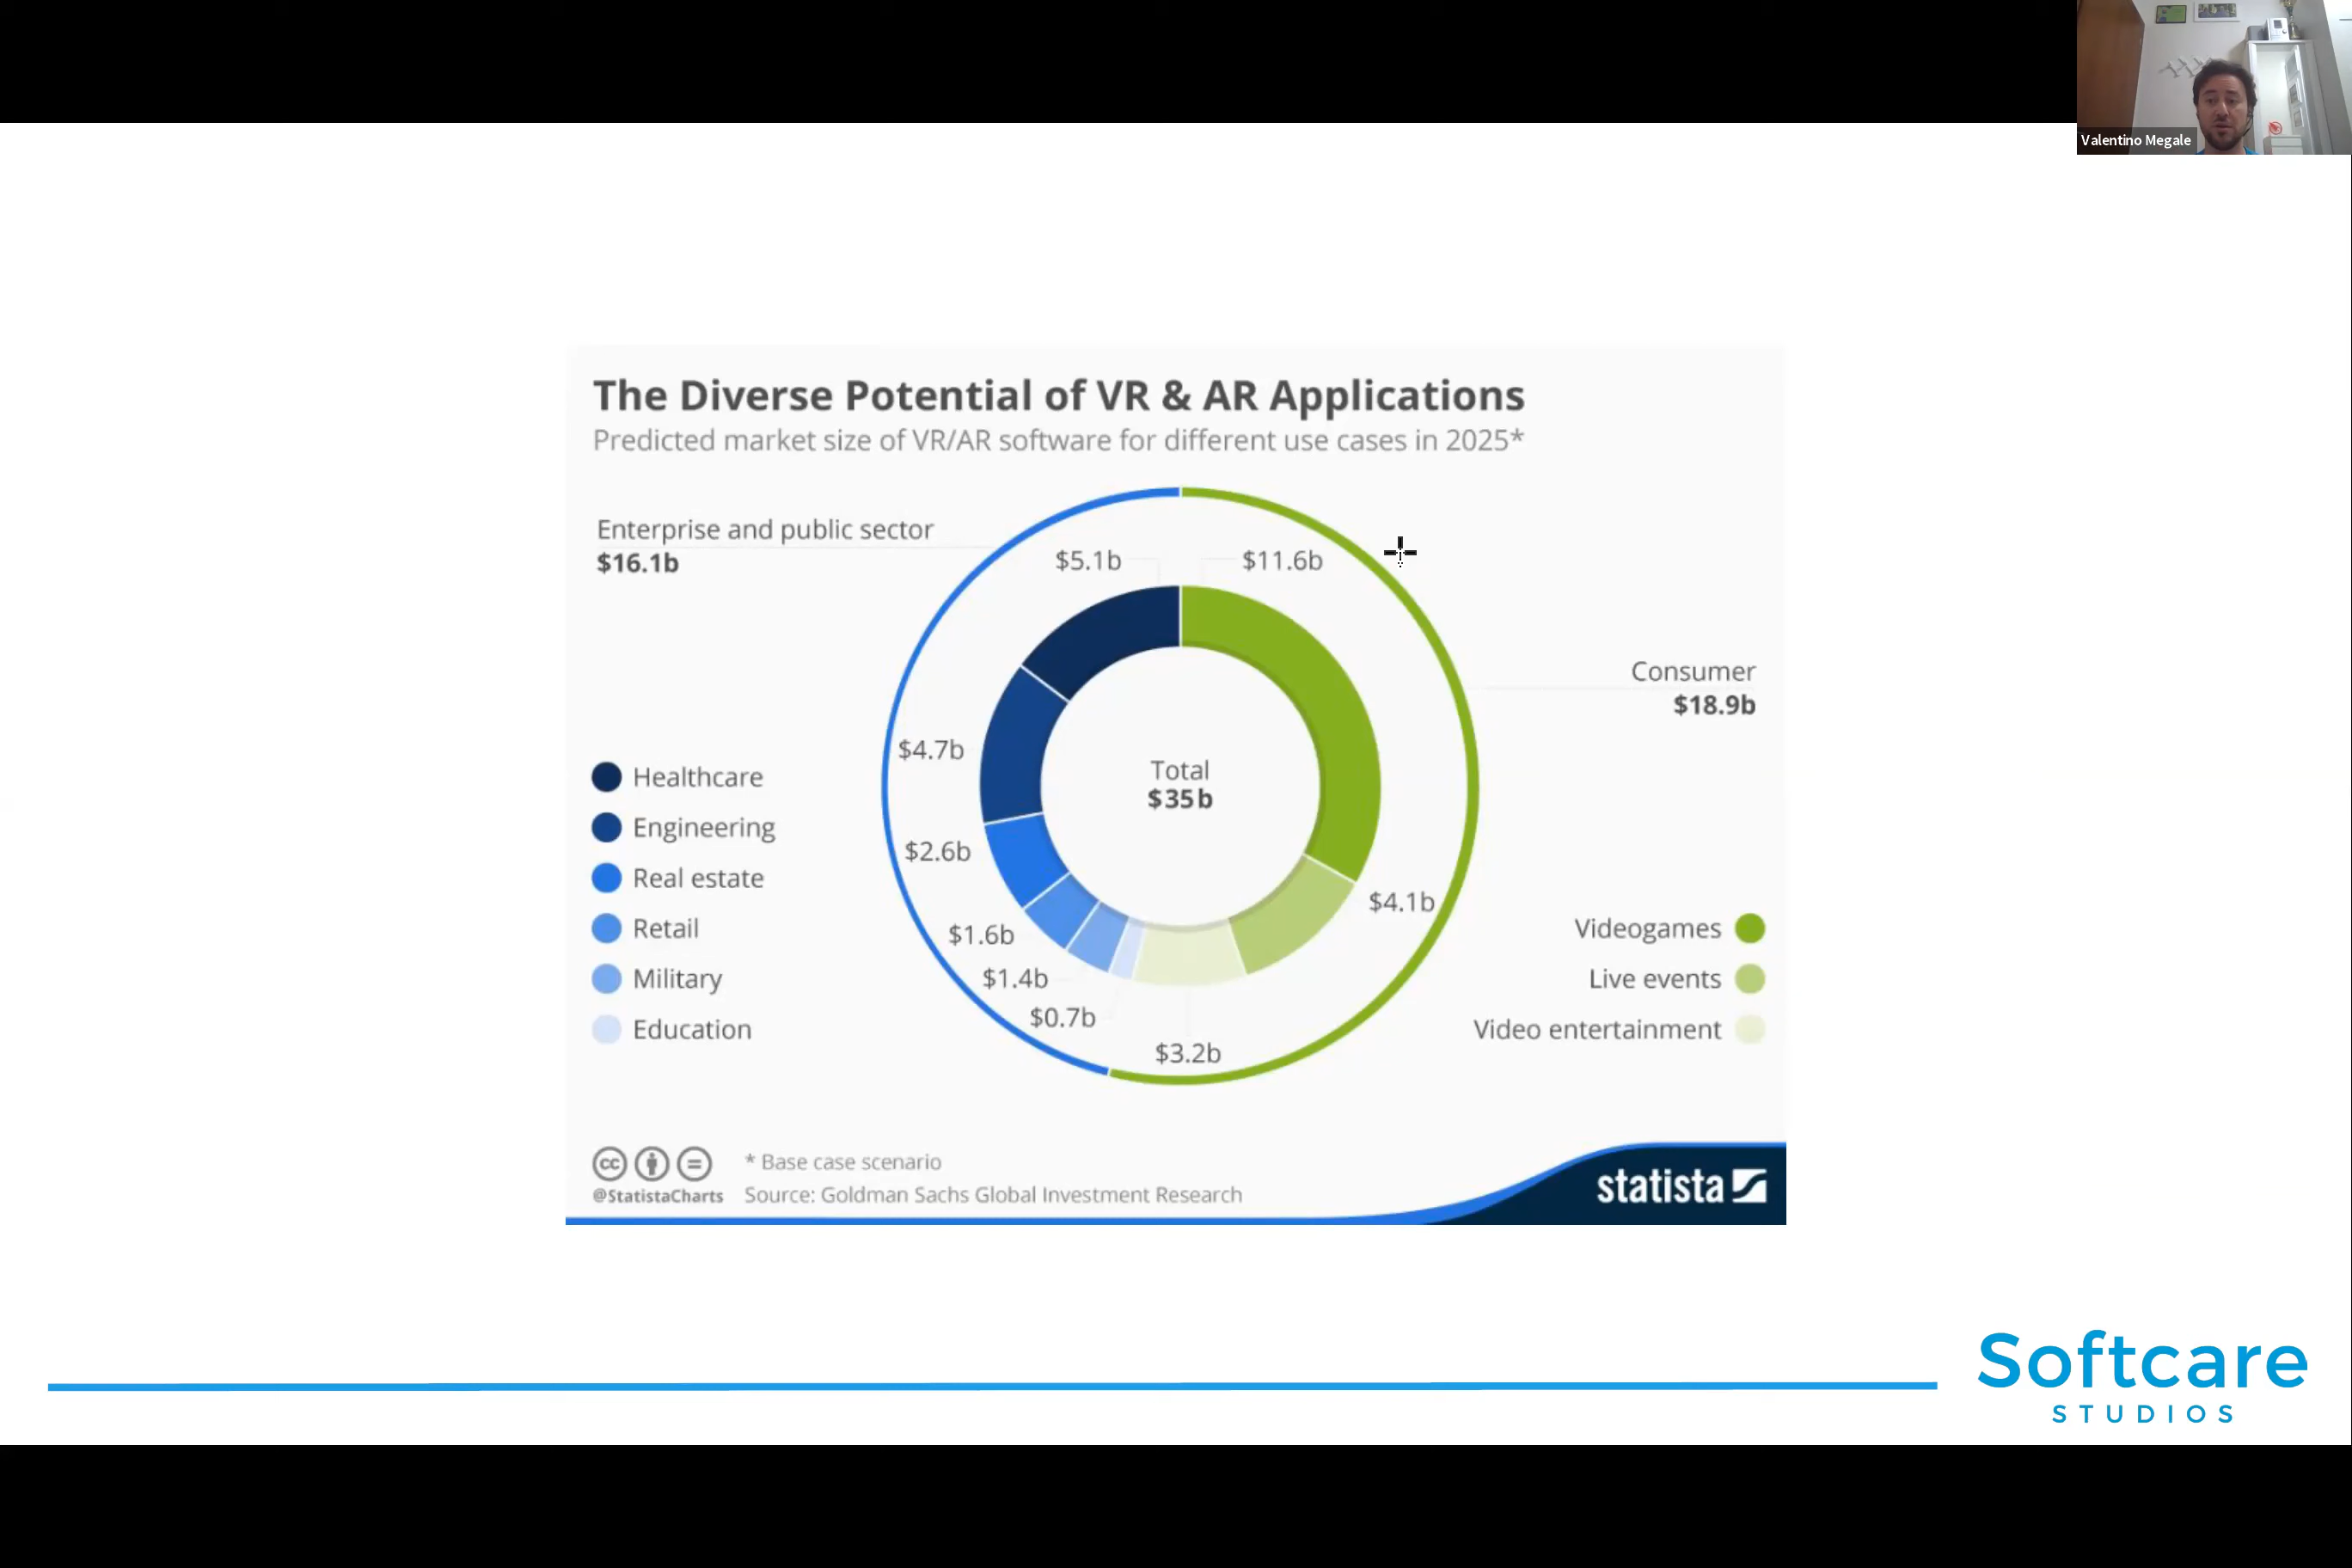 Valentino Megale
The Diverse Potential of VR & AR Applications
Predicted market size of VR/AR software for different use cases in 2025*
Enterprise and public sector
$16.1b
$5.1b
$11.6b
Consumer
$18.9b
$4.7b
Total
$35b
$2.6b
$4.1b
$1.6b
$1.4b
$0.7b
$3.2b
Healthcare
Engineering
Real estate
Retail
Military
Education
Videogames
Live events
Video entertainment
cc
@StatistaCharts
* Base case scenario
Source: Goldman Sachs Global Investment Research
statista
Softcare
STUDIOS